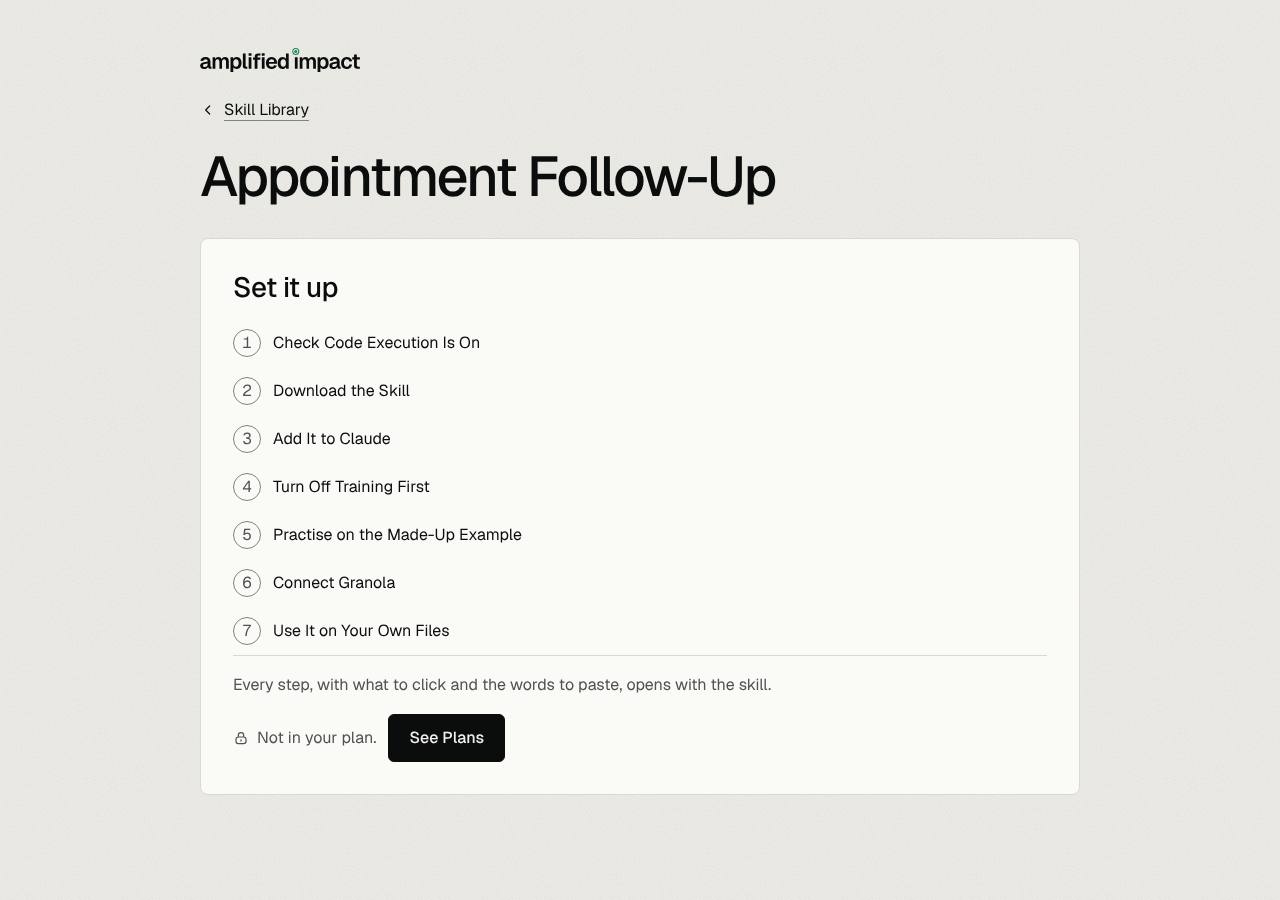 amplified impact
Skill Library
Appointment Follow-Up
Set it up
1 Check Code Execution Is On
2 Download the Skill
3 Add It to Claude
4 Turn Off Training First
5 Practise on the Made-Up Example
6 Connect Granola
7 Use It on Your Own Files
Every step, with what to click and the words to paste, opens with the skill.
Not in your plan. See Plans